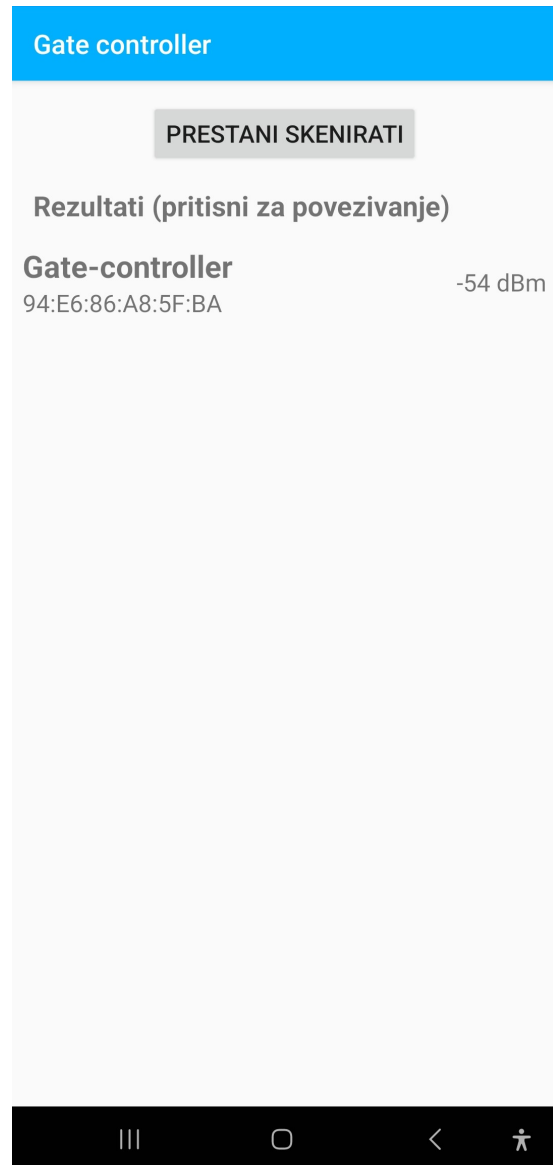 Gate controller
PRESTANI SKENIRATI
Rezultati (pritisni za povezivanje)
Gate-controller
94:E6:86:A8:5F:BA
-54 dBm